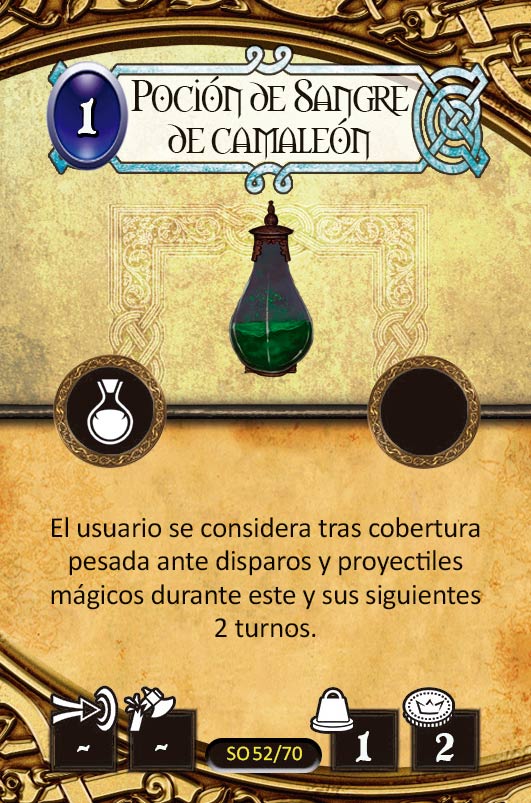 1
Poción de Sangre
de camaleón
El usuario se considera tras cobertura
pesada ante disparos y proyectiles
mágicos durante este y sus siguientes
2 turnos.
~ ~ SO 52/70 1 2